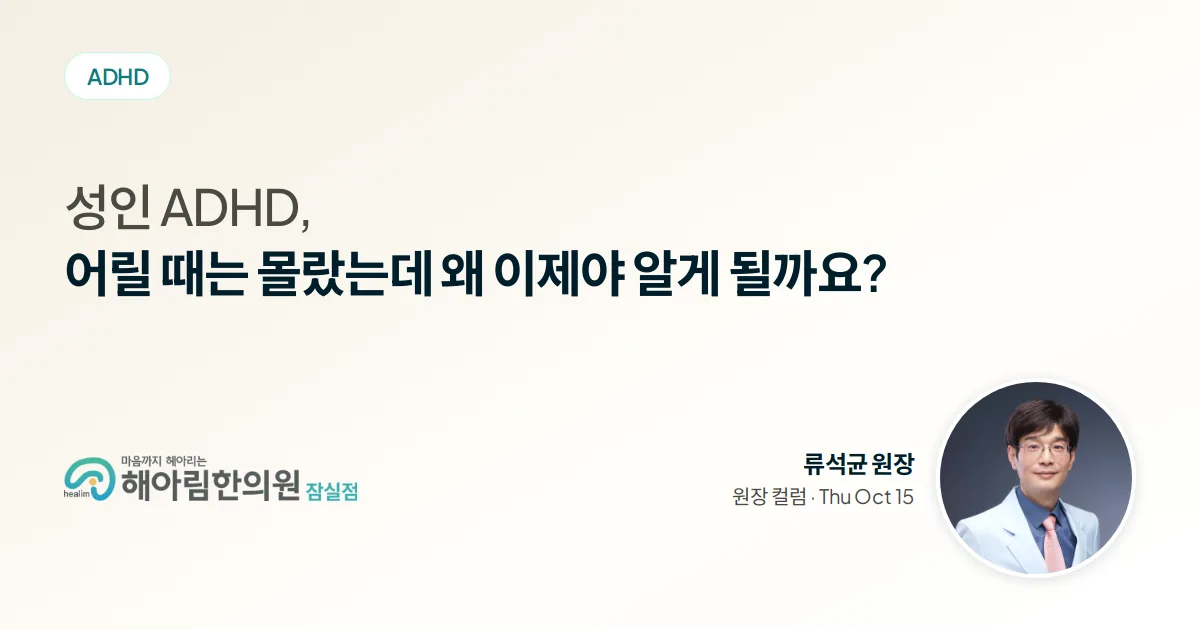 ADHD
성인 ADHD,
어릴 때는 몰랐는데 왜 이제야 알게 될까요?
마음까지 헤아리는
healim
해아림한의원 잠실점
류석균 원장
원장 컬럼 · Thu Oct 15